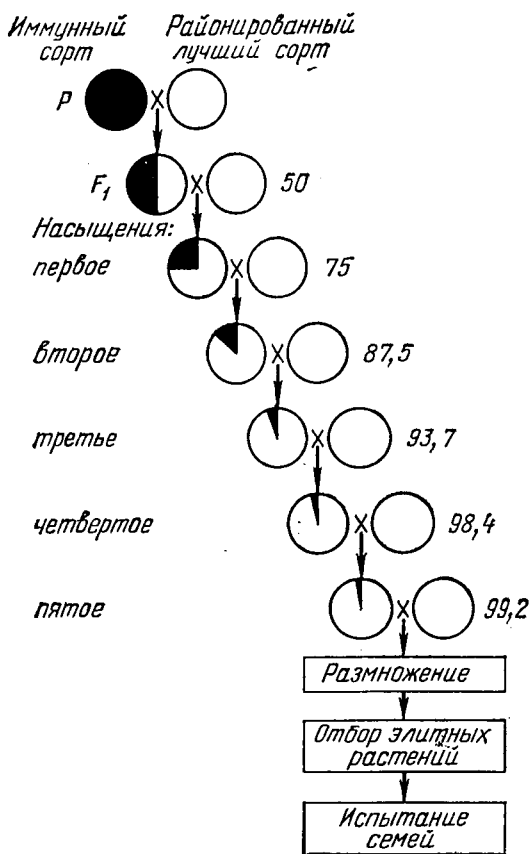 Иммунный сорт
Районированный лучший сорт
P X
F₁ X 50
Насыщения:
первое X 75
второе X 87,5
третье X 93,7
четвертое X 98,4
пятое X 99,2
Размножение
Отбор элитных
растений
Испытание
семей